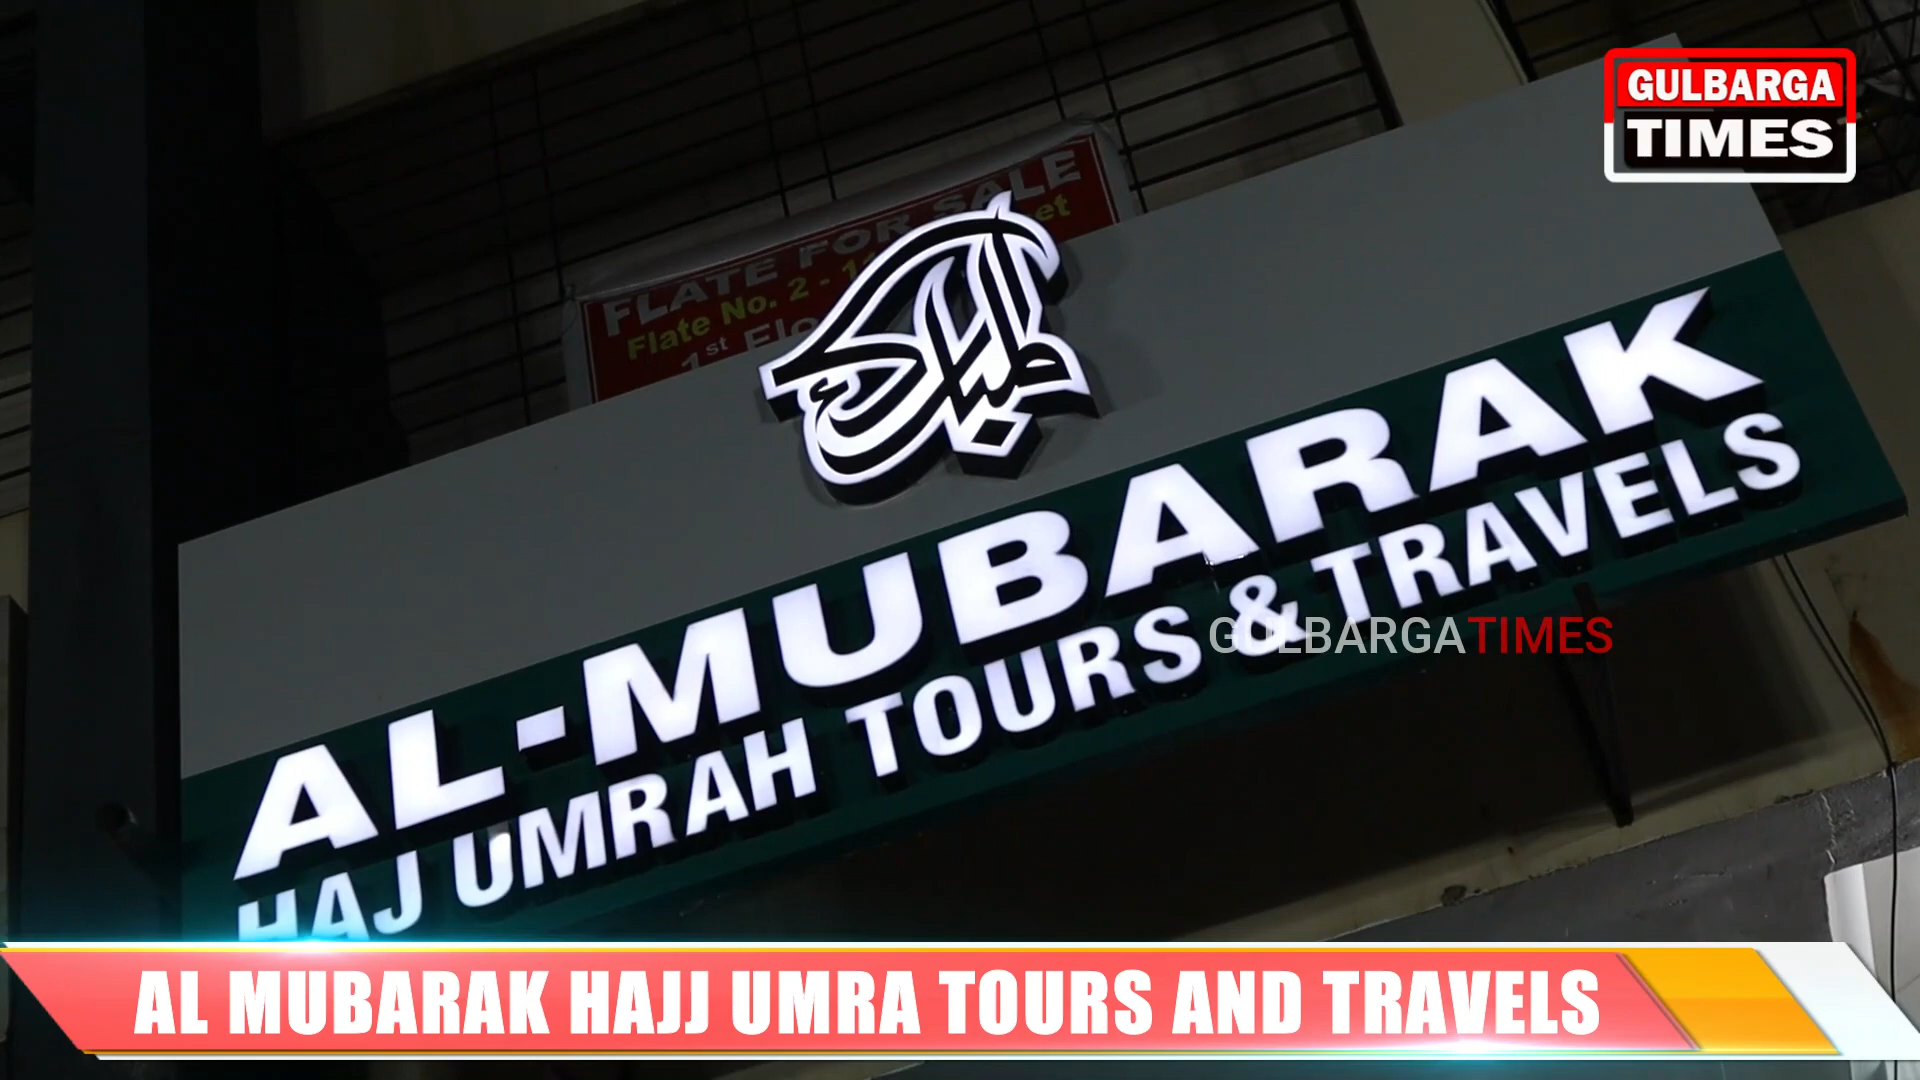 GULBARGA
TIMES
FLATE FOR SALE
Flate No. 2 -
1st
AL-MUBARAK
HAJ UMRAH TOURS & TRAVELS
GULBARGATIMES
AL MUBARAK HAJJ UMRA TOURS AND TRAVELS